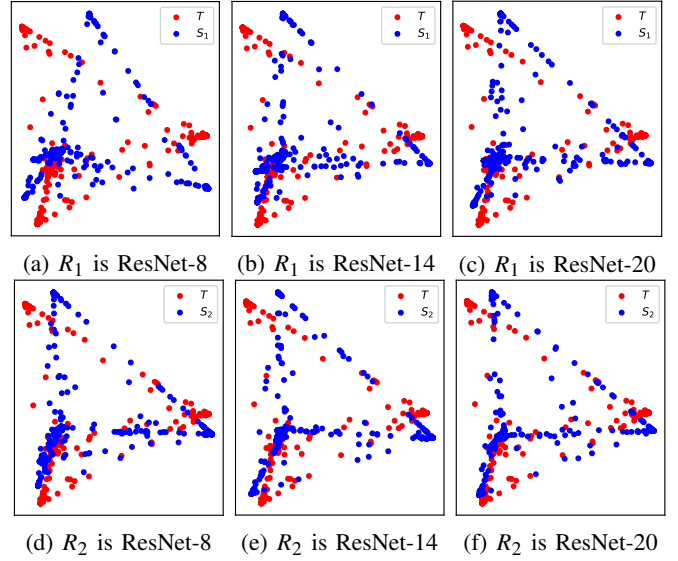 T
S₁
T
S₁
T
S₁
(a) R₁ is ResNet-8
(b) R₁ is ResNet-14
(c) R₁ is ResNet-20
T
S₂
T
S₂
T
S₂
(d) R₂ is ResNet-8
(e) R₂ is ResNet-14
(f) R₂ is ResNet-20